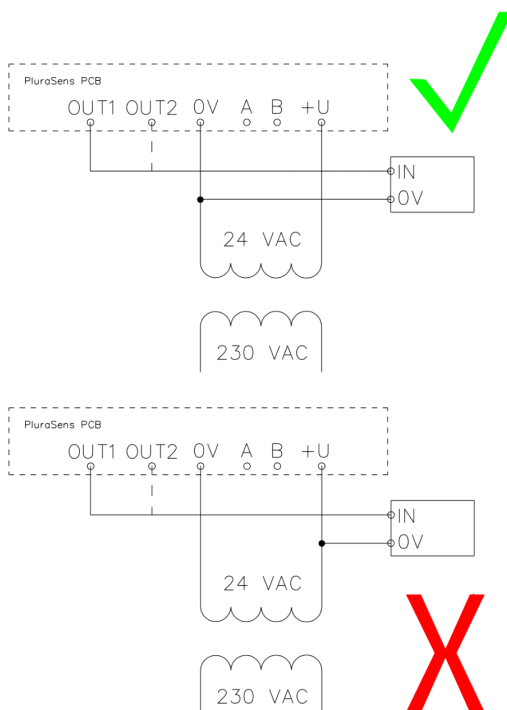 PluraSens PCB
OUT1 OUT2 0V A B +U
IN
0V
24 VAC
230 VAC
PluraSens PCB
OUT1 OUT2 0V A B +U
IN
0V
24 VAC
230 VAC